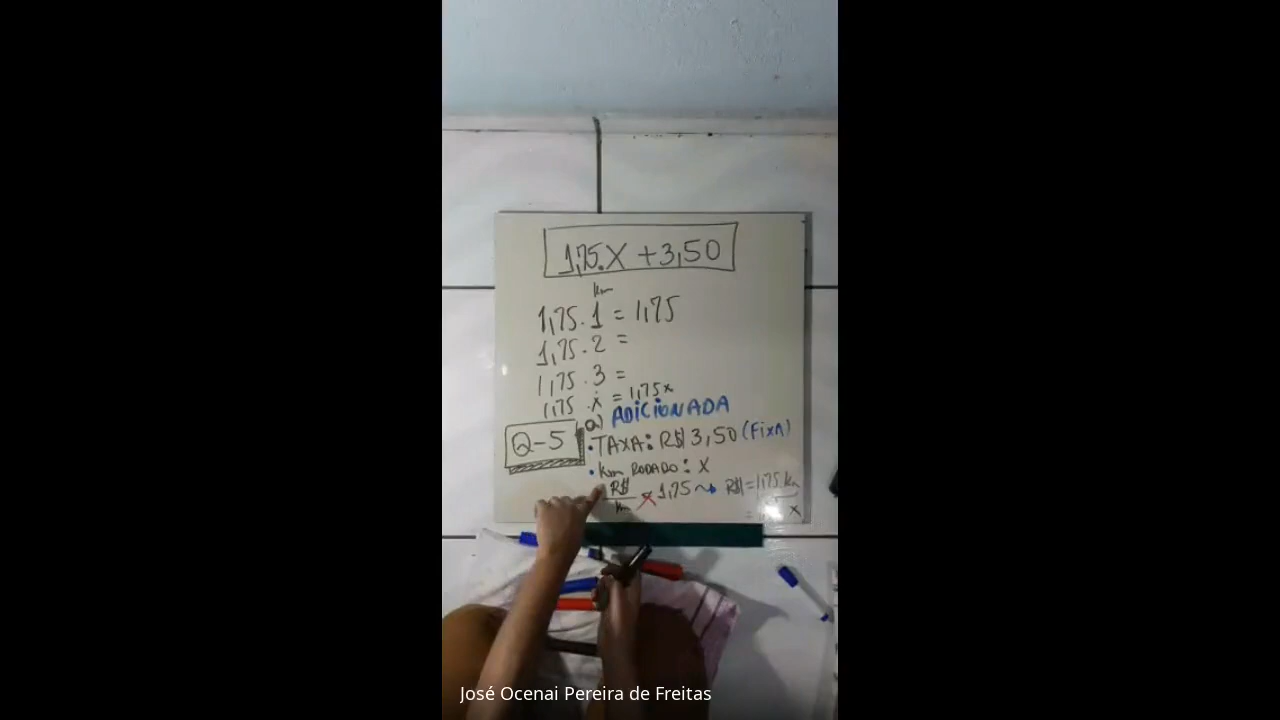 1,75.X + 3,50
km
1,75 . 1 = 1,75
1,75 . 2 =
1,75 . 3 =
1,75 . x = 1,75x
a) ADICIONADA
Q-5
• TAXA: R$ 3,50 (FixA)
• km RODADO: X
R$
km
1,75
R$ = 1,75 km
= x
José Ocenai Pereira de Freitas